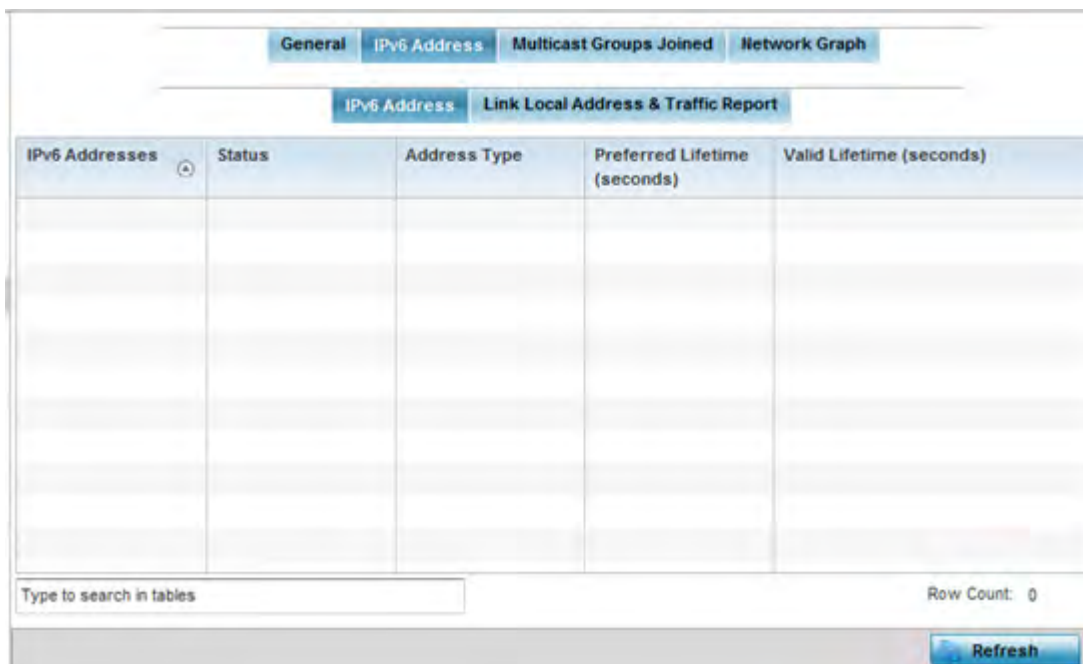 General IPv6 Address Multicast Groups Joined Network Graph
IPv6 Address Link Local Address & Traffic Report
IPv6 Addresses Status Address Type Preferred Lifetime (seconds) Valid Lifetime (seconds)
Type to search in tables Row Count: 0
Refresh